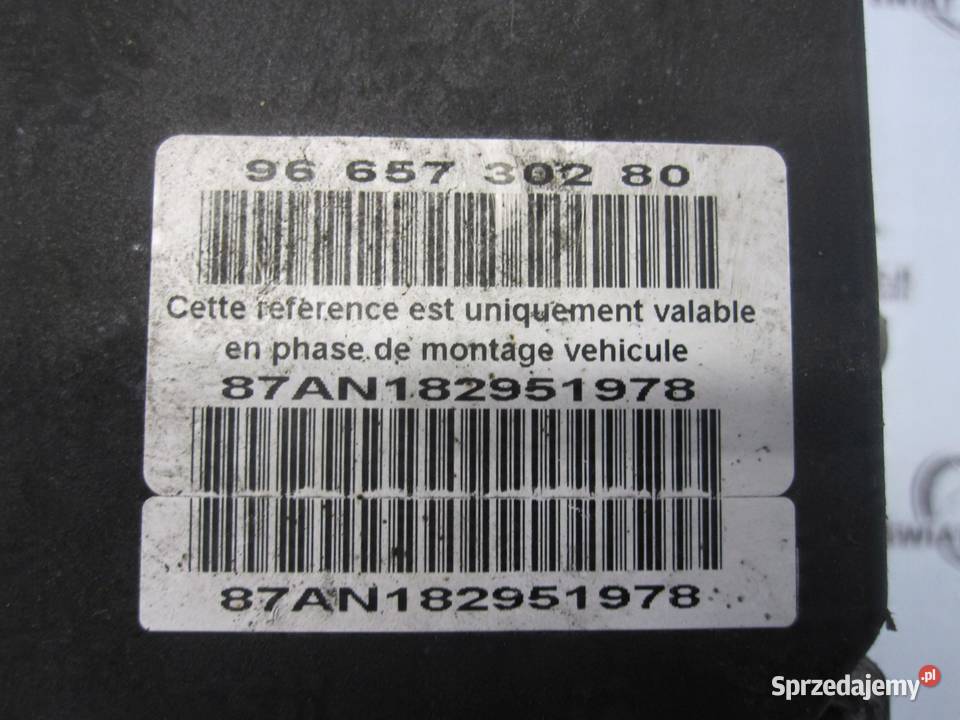 96 657 302 80
Cette reference est uniquement valable
en phase de montage vehicule
87AN182951978
87AN182951978
Sprzedajemy.pl